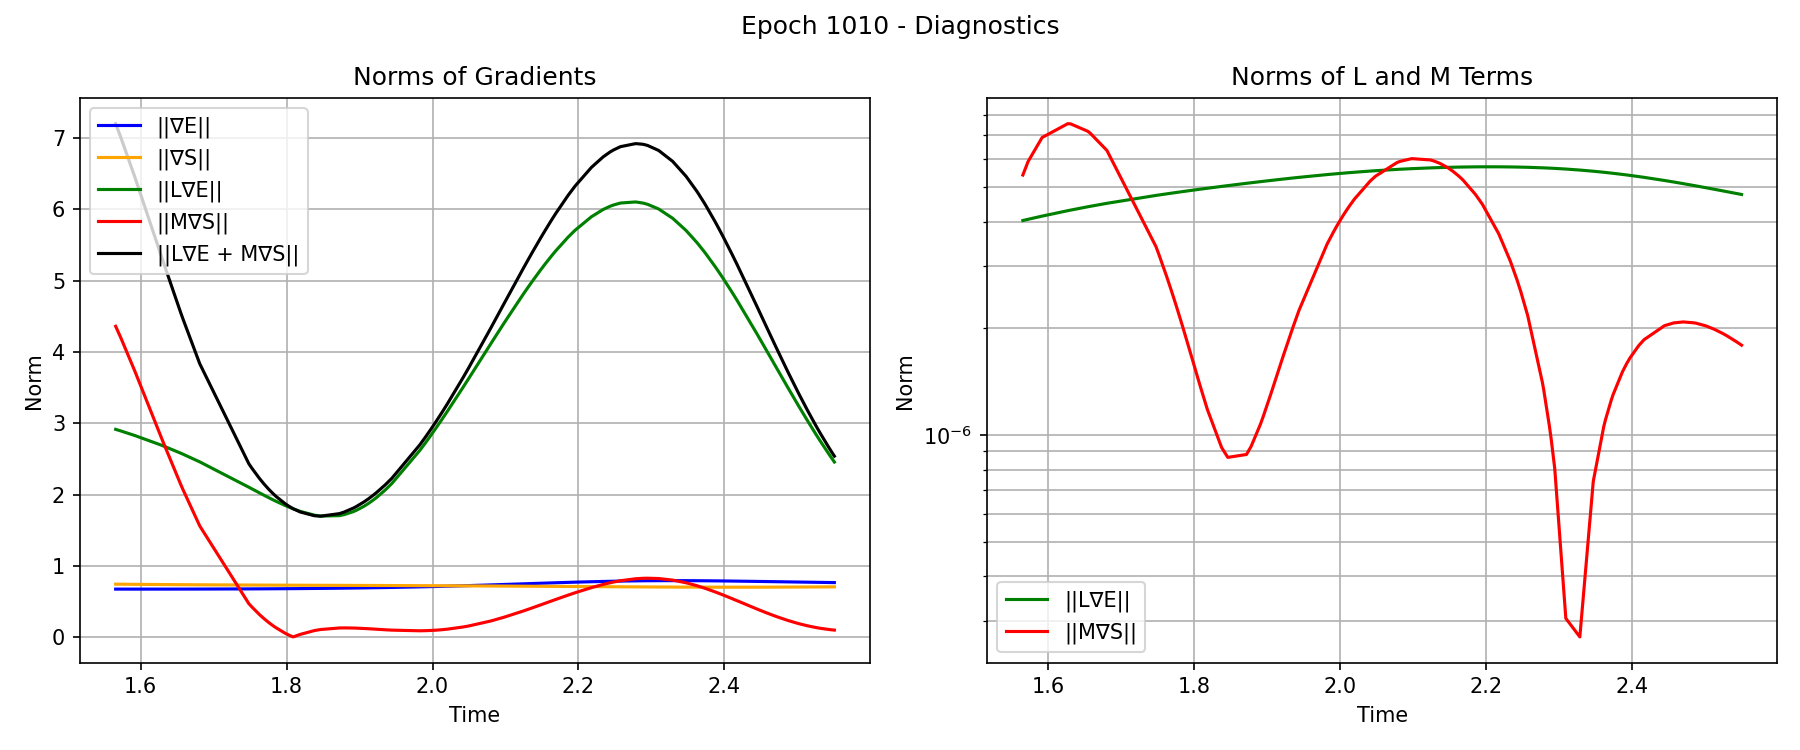 Epoch 1010 - Diagnostics
Norms of Gradients
Norm
7
6
5
4
3
2
1
0
||∇E||
||∇S||
||L∇E||
||M∇S||
||L∇E + M∇S||
1.6 1.8 2.0 2.2 2.4
Time
Norms of L and M Terms
Norm
10⁻⁶
||L∇E||
||M∇S||
1.6 1.8 2.0 2.2 2.4
Time